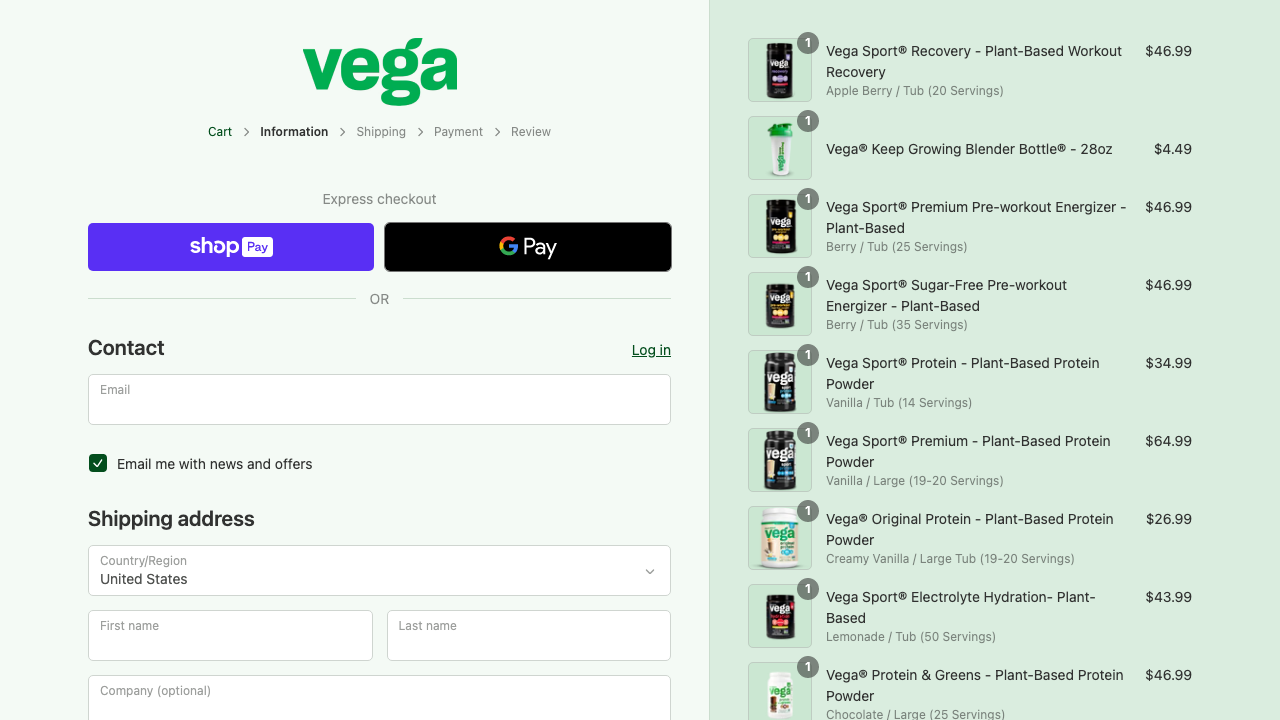 vega
Cart
Information
Shipping
Payment
Review
Express checkout
shop Pay
G Pay
OR
Contact
Log in
Email
Email me with news and offers
Shipping address
Country/Region
United States
First name
Last name
Company (optional)
1
Vega Sport® Recovery - Plant-Based Workout
Recovery
Apple Berry / Tub (20 Servings)
$46.99
1
Vega® Keep Growing Blender Bottle® - 28oz
$4.49
1
Vega Sport® Premium Pre-workout Energizer -
Plant-Based
Berry / Tub (25 Servings)
$46.99
1
Vega Sport® Sugar-Free Pre-workout
Energizer - Plant-Based
Berry / Tub (35 Servings)
$46.99
1
Vega Sport® Protein - Plant-Based Protein
Powder
Vanilla / Tub (14 Servings)
$34.99
1
Vega Sport® Premium - Plant-Based Protein
Powder
Vanilla / Large (19-20 Servings)
$64.99
1
Vega® Original Protein - Plant-Based Protein
Powder
Creamy Vanilla / Large Tub (19-20 Servings)
$26.99
1
Vega Sport® Electrolyte Hydration- Plant-
Based
Lemonade / Tub (50 Servings)
$43.99
1
Vega® Protein & Greens - Plant-Based Protein
Powder
Chocolate / Large (25 Servings)
$46.99